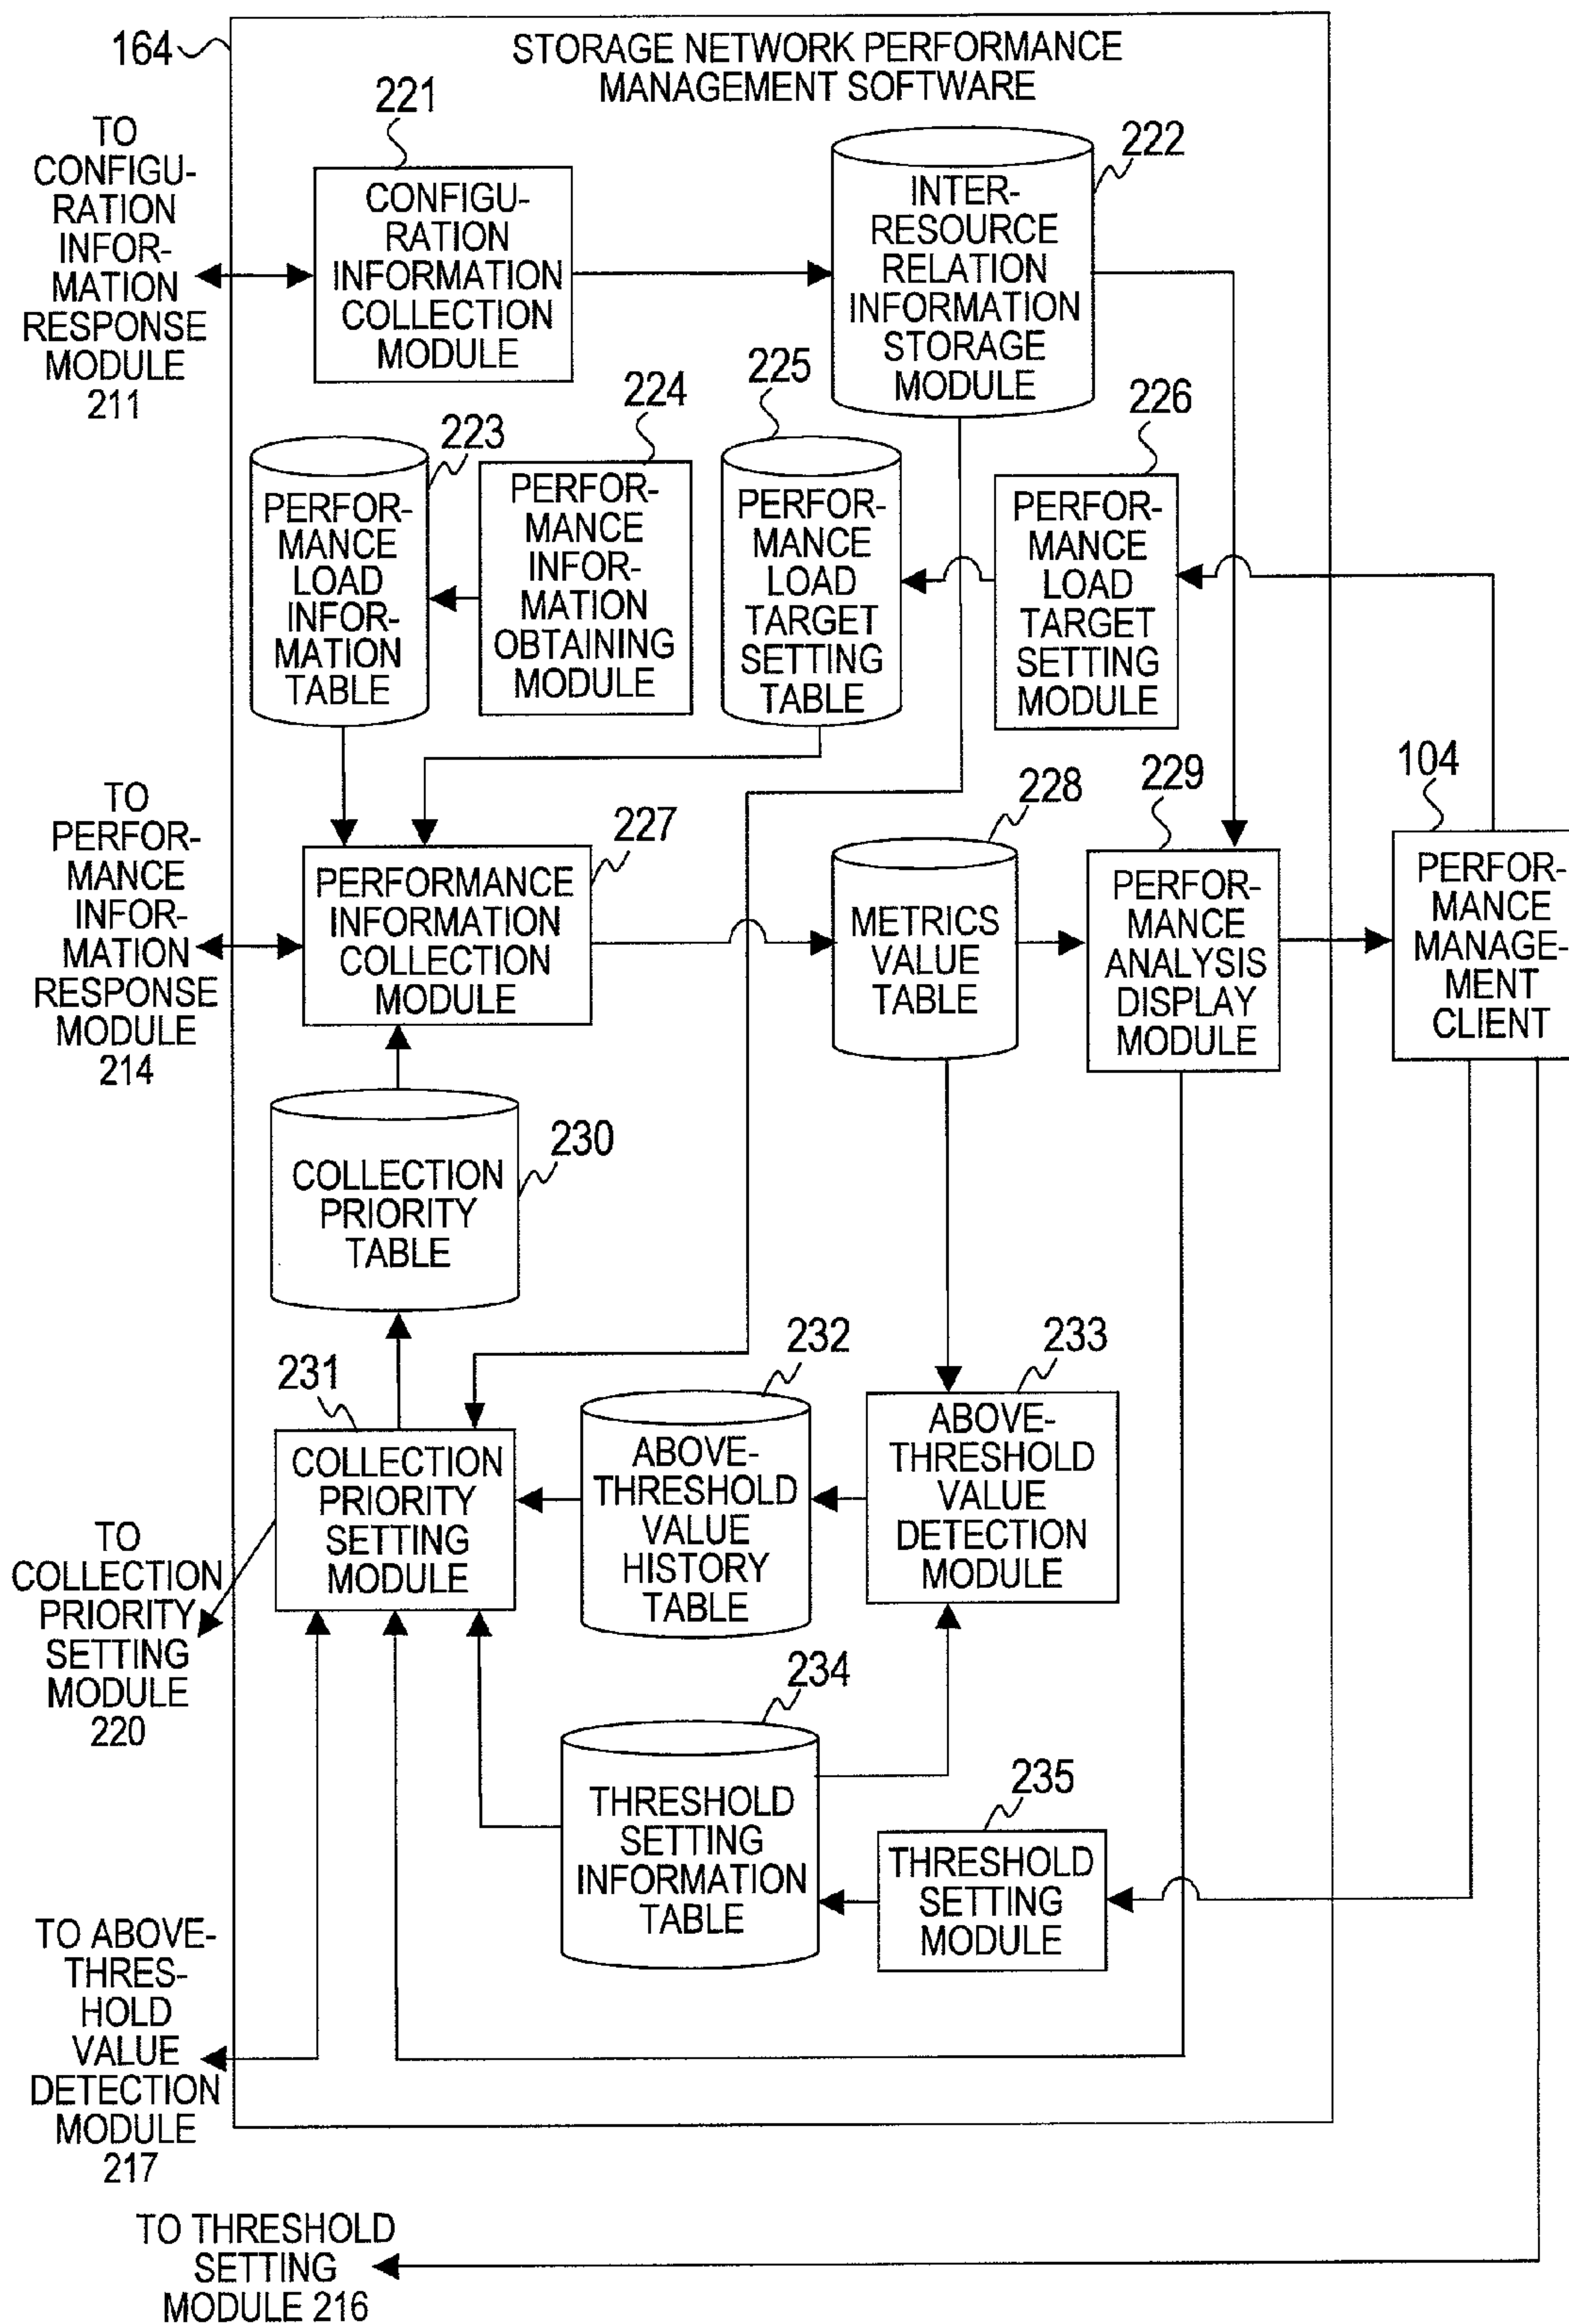 164
STORAGE NETWORK PERFORMANCE
MANAGEMENT SOFTWARE
TO
CONFIGU-
RATION
INFOR-
MATION
RESPONSE
MODULE
211
221
CONFIGU-
RATION
INFORMATION
COLLECTION
MODULE
222
INTER-
RESOURCE
RELATION
INFORMATION
STORAGE
MODULE
223
PERFOR-
MANCE
LOAD
INFOR-
MATION
TABLE
224
PERFOR-
MANCE
INFOR-
MATION
OBTAINING
MODULE
225
PERFOR-
MANCE
LOAD
TARGET
SETTING
TABLE
226
PERFOR-
MANCE
LOAD
TARGET
SETTING
MODULE
TO
PERFOR-
MANCE
INFOR-
MATION
RESPONSE
MODULE
214
227
PERFORMANCE
INFORMATION
COLLECTION
MODULE
228
METRICS
VALUE
TABLE
229
PERFOR-
MANCE
ANALYSIS
DISPLAY
MODULE
104
PERFOR-
MANCE
MANAGE-
MENT
CLIENT
230
COLLECTION
PRIORITY
TABLE
231
COLLECTION
PRIORITY
SETTING
MODULE
232
ABOVE-
THRESHOLD
VALUE
HISTORY
TABLE
233
ABOVE-
THRESHOLD
VALUE
DETECTION
MODULE
TO
COLLECTION
PRIORITY
SETTING
MODULE
220
234
THRESHOLD
SETTING
INFORMATION
TABLE
235
THRESHOLD
SETTING
MODULE
TO ABOVE-
THRES-
HOLD
VALUE
DETECTION
MODULE
217
TO THRESHOLD
SETTING
MODULE 216